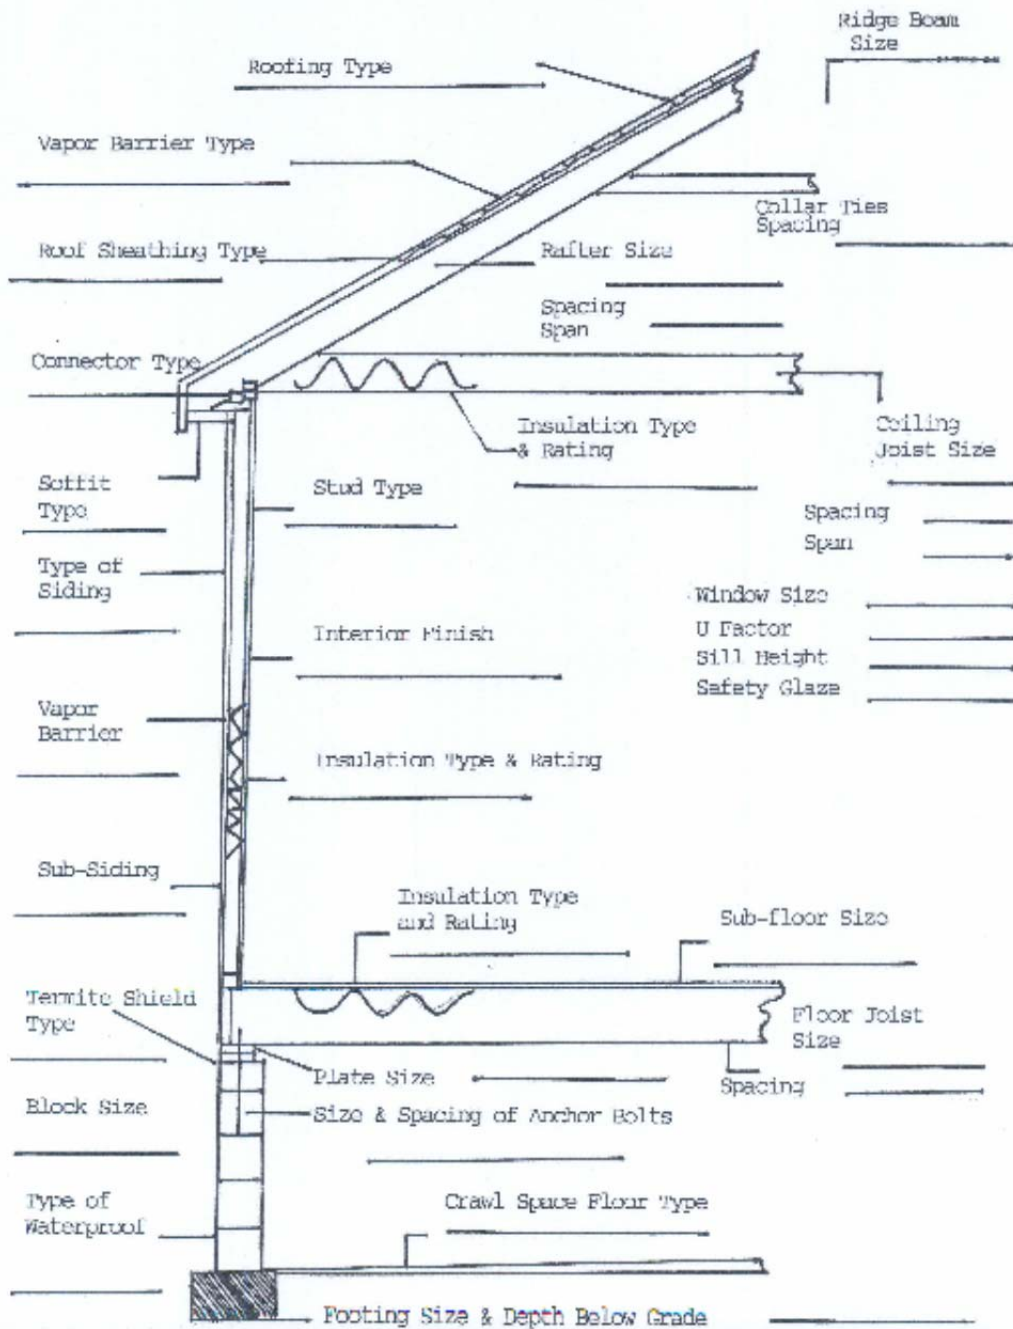 Ridge Beam
Size
Roofing Type
Vapor Barrier Type
Collar Ties
Spacing
Roof Sheathing Type
Rafter Size
Spacing
Span
Connector Type
Insulation Type
& Rating
Ceiling
Joist Size
Soffit
Type
Stud Type
Spacing
Span
Type of
Siding
Window Size
U Factor
Sill Height
Safety Glaze
Interior Finish
Vapor
Barrier
Insulation Type & Rating
Sub-Siding
Insulation Type
and Rating
Sub-floor Size
Termite Shield
Type
Floor Joist
Size
Plate Size
Spacing
Block Size
Size & Spacing of Anchor Bolts
Type of
Waterproof
Crawl Space Floor Type
Footing Size & Depth Below Grade